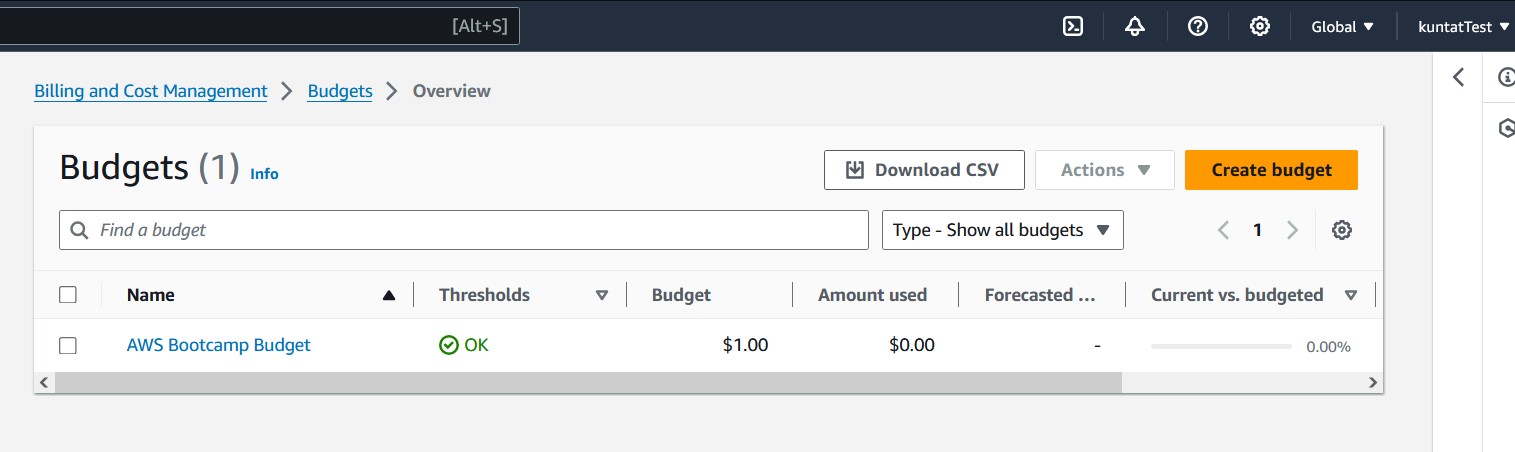 [Alt+S] Global kuntatTest
Billing and Cost Management Budgets Overview
Budgets (1) Info Download CSV Actions Create budget
Find a budget Type - Show all budgets 1
Name Thresholds Budget Amount used Forecasted ... Current vs. budgeted
AWS Bootcamp Budget OK $1.00 $0.00 - 0.00%